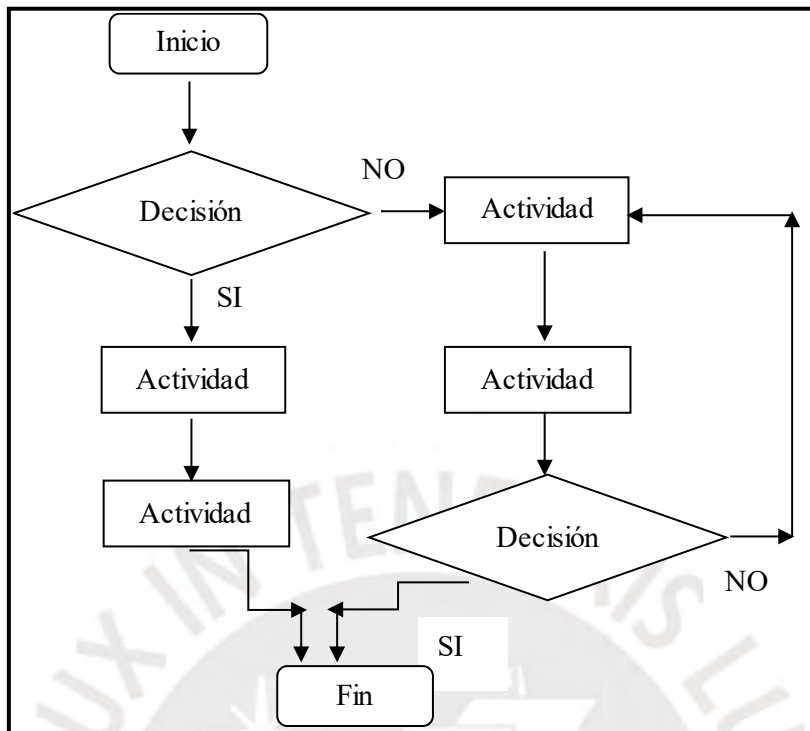 Inicio
NO
Decisión
Actividad
SI
Actividad
Actividad
Actividad
Decisión
NO
SI
Fin